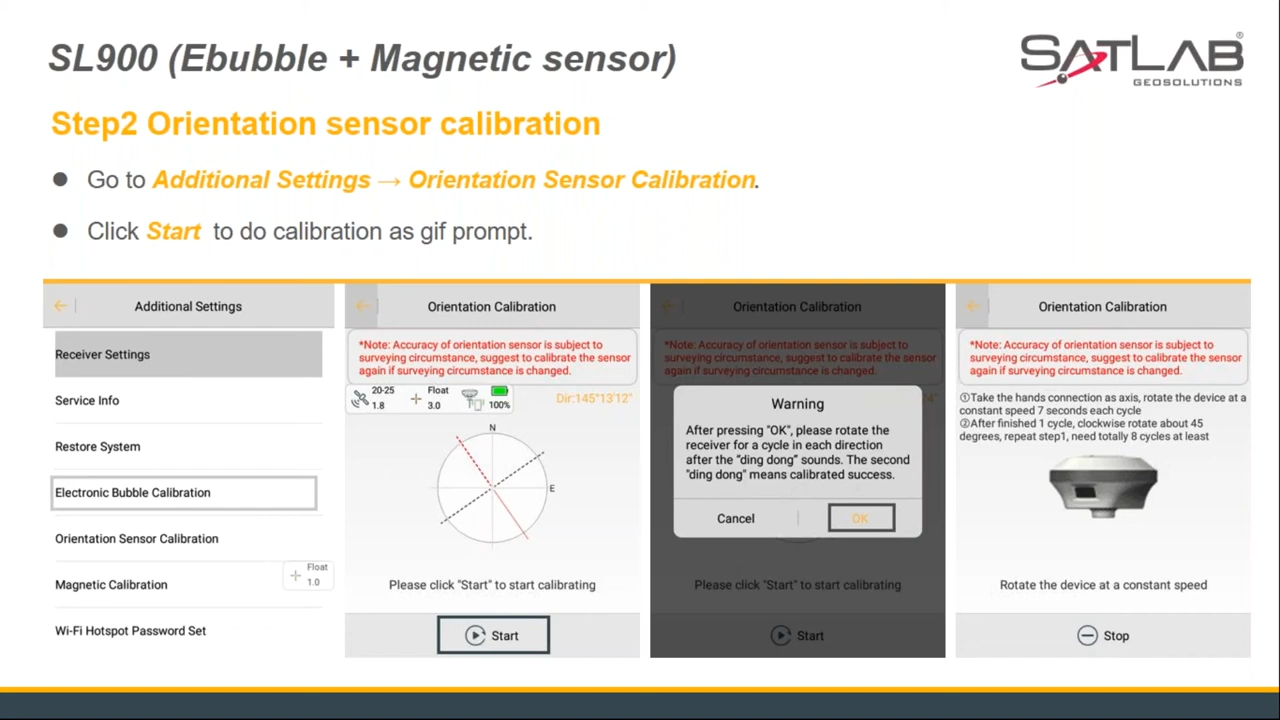 SL900 (Ebubble + Magnetic sensor)
SATLAB®
GEOSOLUTIONS
Step2 Orientation sensor calibration
● Go to Additional Settings → Orientation Sensor Calibration.
● Click Start to do calibration as gif prompt.
Additional Settings
Receiver Settings
Service Info
Restore System
Electronic Bubble Calibration
Orientation Sensor Calibration
Magnetic Calibration
Float
1.0
Wi-Fi Hotspot Password Set
Orientation Calibration
*Note: Accuracy of orientation sensor is subject to
surveying circumstance, suggest to calibrate the sensor
again if surveying circumstance is changed.
20-25
1.8
Float
3.0
100%
Dir:145°13'12"
N
E
Please click "Start" to start calibrating
Start
Orientation Calibration
*Note: Accuracy of orientation sensor is subject to
surveying circumstance, suggest to calibrate the sensor
again if surveying circumstance is changed.
Warning
After pressing "OK", please rotate the
receiver for a cycle in each direction
after the "ding dong" sounds. The second
"ding dong" means calibrated success.
Cancel
OK
Please click "Start" to start calibrating
Start
Orientation Calibration
*Note: Accuracy of orientation sensor is subject to
surveying circumstance, suggest to calibrate the sensor
again if surveying circumstance is changed.
①Take the hands connection as axis, rotate the device at a
constant speed 7 seconds each cycle
②After finished 1 cycle, clockwise rotate about 45
degrees, repeat step1, need totally 8 cycles at least
Rotate the device at a constant speed
Stop